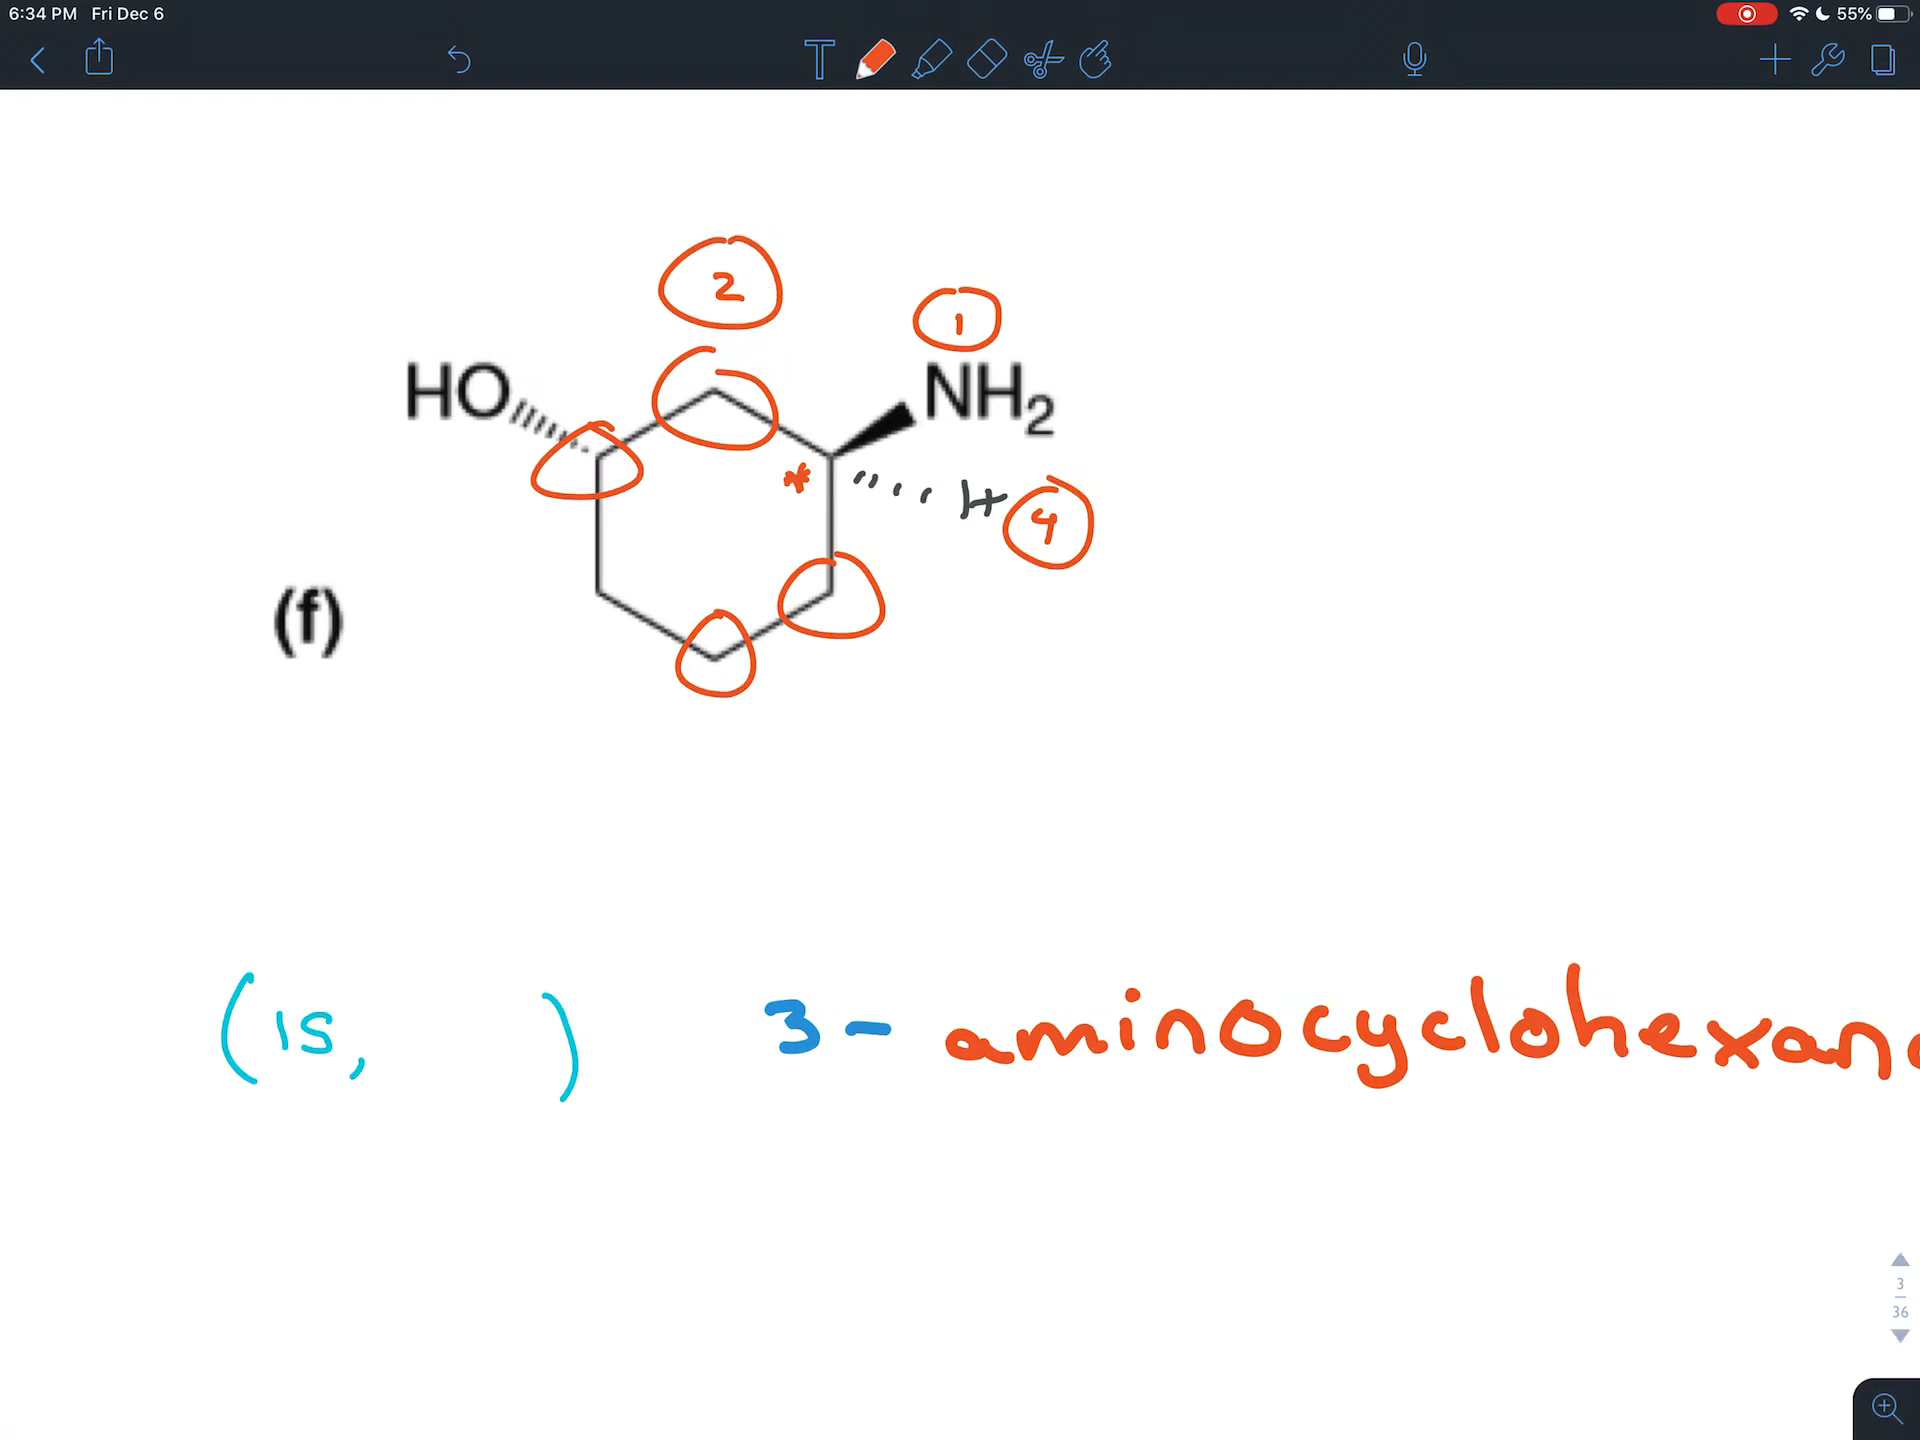 6:34 PM Fri Dec 6
55%
T
2
1
HO
NH2
*
H 4
(f)
(1S, ) 3- aminocyclohexan
3
36